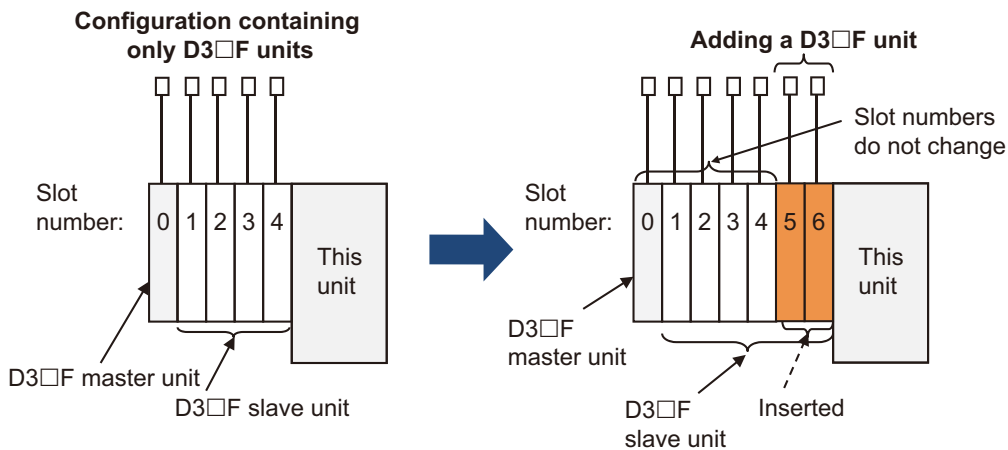 Configuration containing
only D3□F units
Slot
number:
0 1 2 3 4
This
unit
D3□F master unit
D3□F slave unit
Adding a D3□F unit
Slot numbers
do not change
Slot
number:
0 1 2 3 4 5 6
This
unit
D3□F
master unit
D3□F
slave unit
Inserted